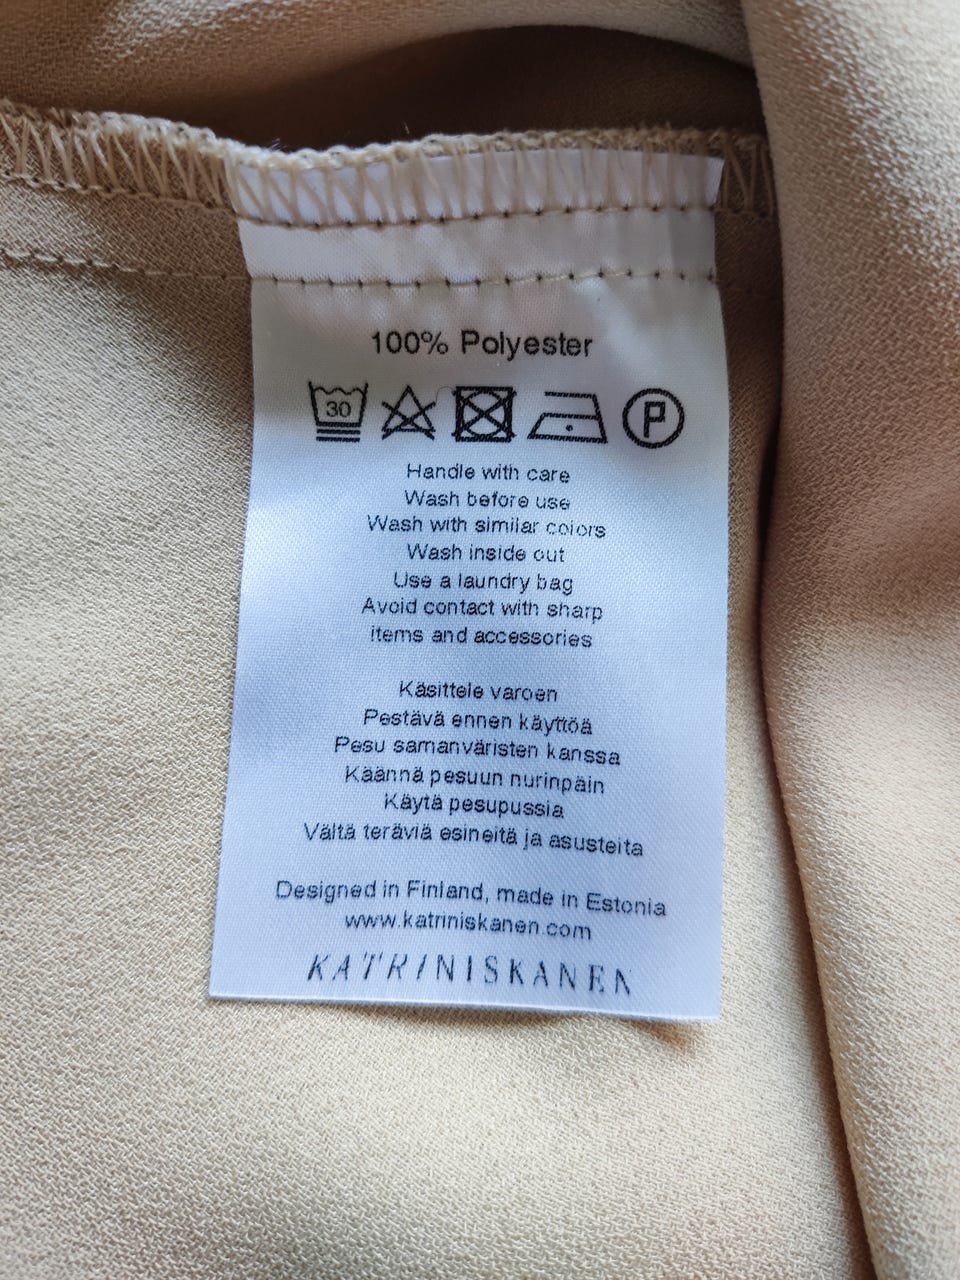 100% Polyester
30 P
Handle with care
Wash before use
Wash with similar colors
Wash inside out
Use a laundry bag
Avoid contact with sharp
items and accessories
Käsittele varoen
Pestävä ennen käyttöä
Pesu samanväristen kanssa
Käännä pesuun nurinpäin
Käytä pesupussia
Vältä teräviä esineitä ja asusteita
Designed in Finland, made in Estonia
www.katriniskanen.com
KATRINISKANEN